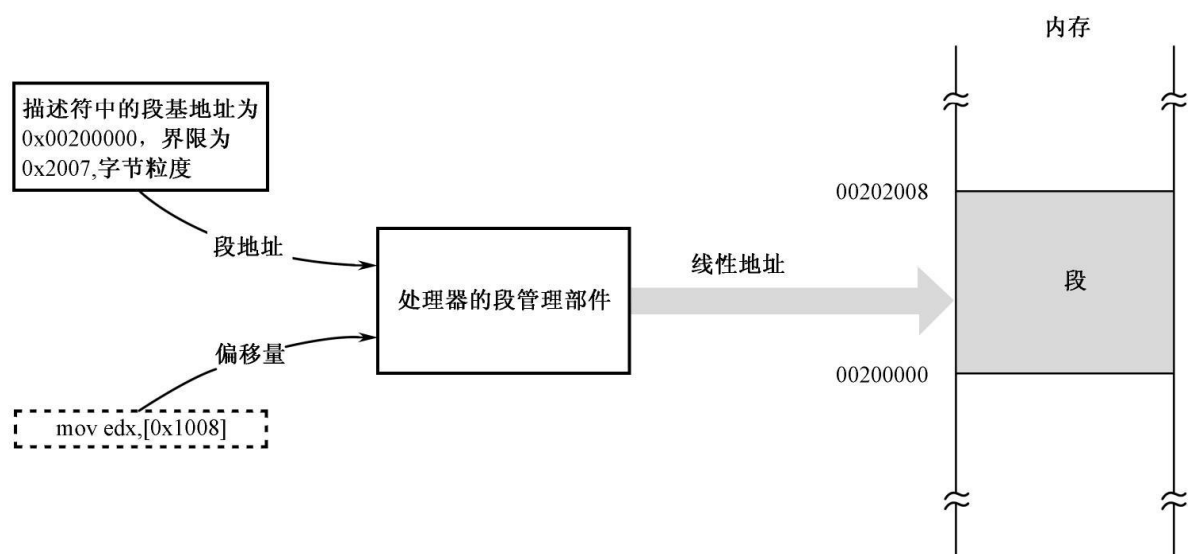 内存
描述符中的段基地址为
0x00200000，界限为
0x2007,字节粒度
00202008
段地址
线性地址
段
处理器的段管理部件
偏移量
00200000
mov edx,[0x1008]